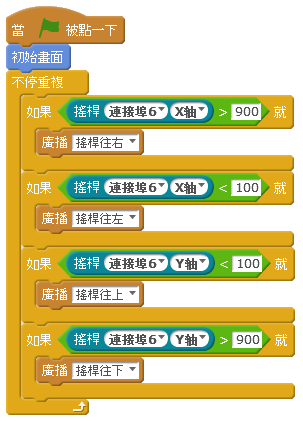 當 被點一下
初始畫面
不停重複
如果 搖桿 連接埠6 X轴 > 900 就
廣播 搖桿往右
如果 搖桿 連接埠6 X轴 < 100 就
廣播 搖桿往左
如果 搖桿 連接埠6 Y轴 < 100 就
廣播 搖桿往上
如果 搖桿 連接埠6 Y轴 > 900 就
廣播 搖桿往下